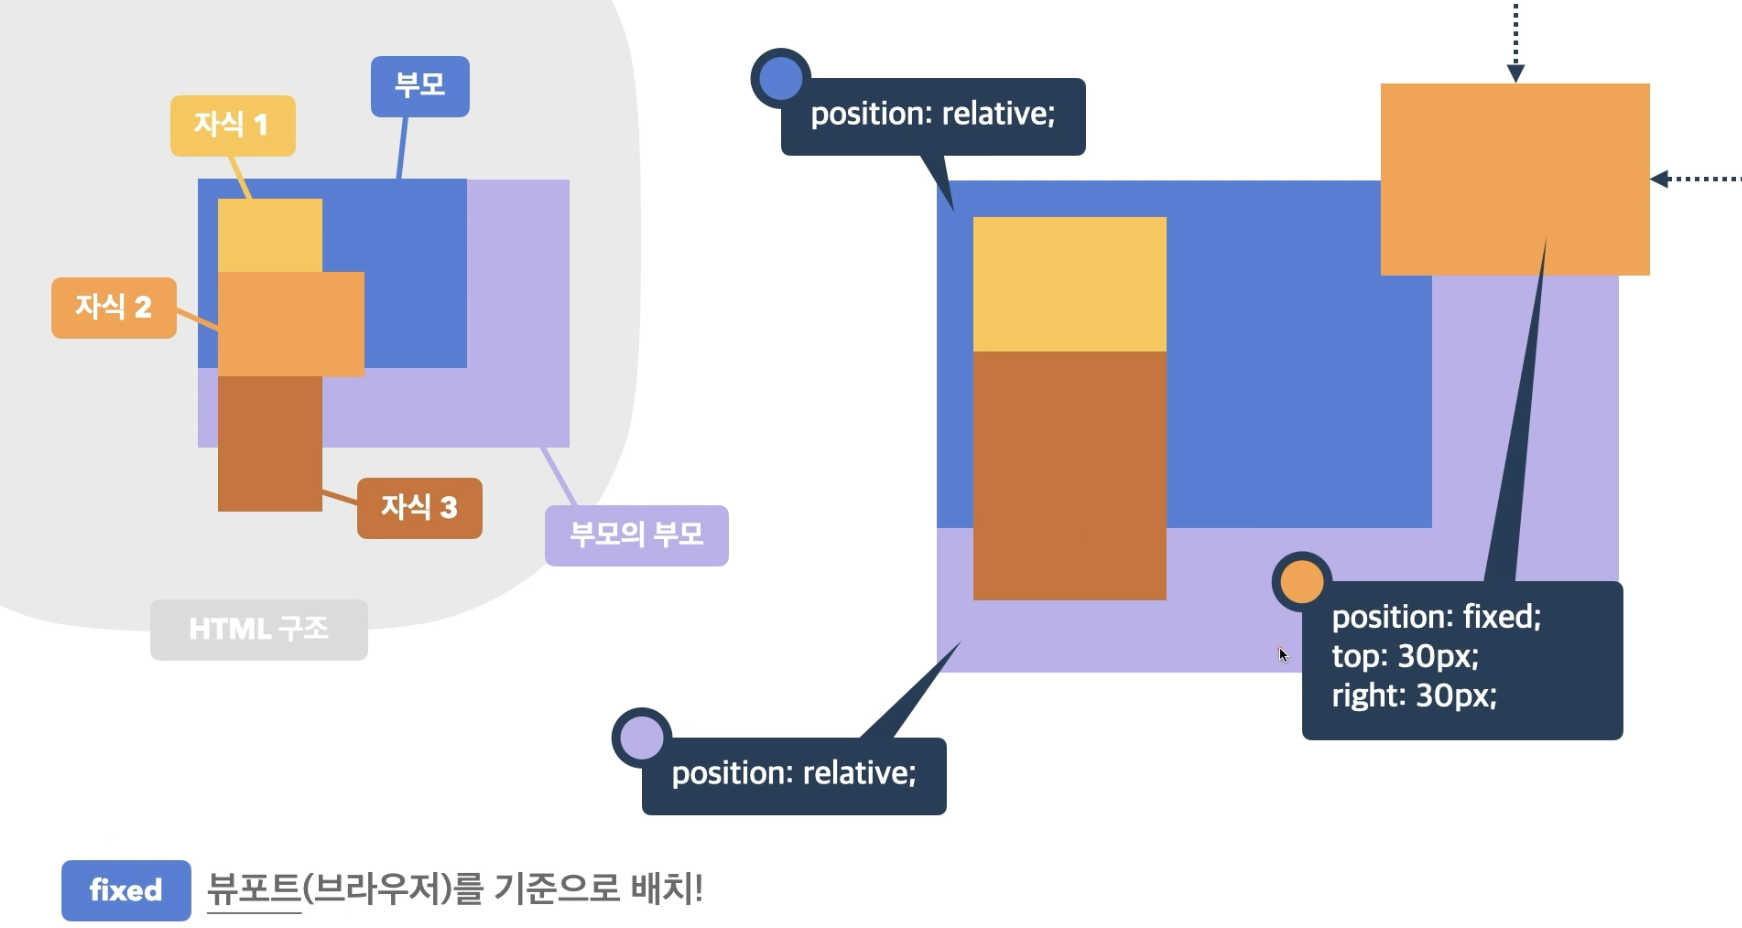 부모
자식 1
자식 2
자식 3
부모의 부모
HTML 구조
position: relative;
position: fixed;
top: 30px;
right: 30px;
position: relative;
fixed
뷰포트(브라우저)를 기준으로 배치!